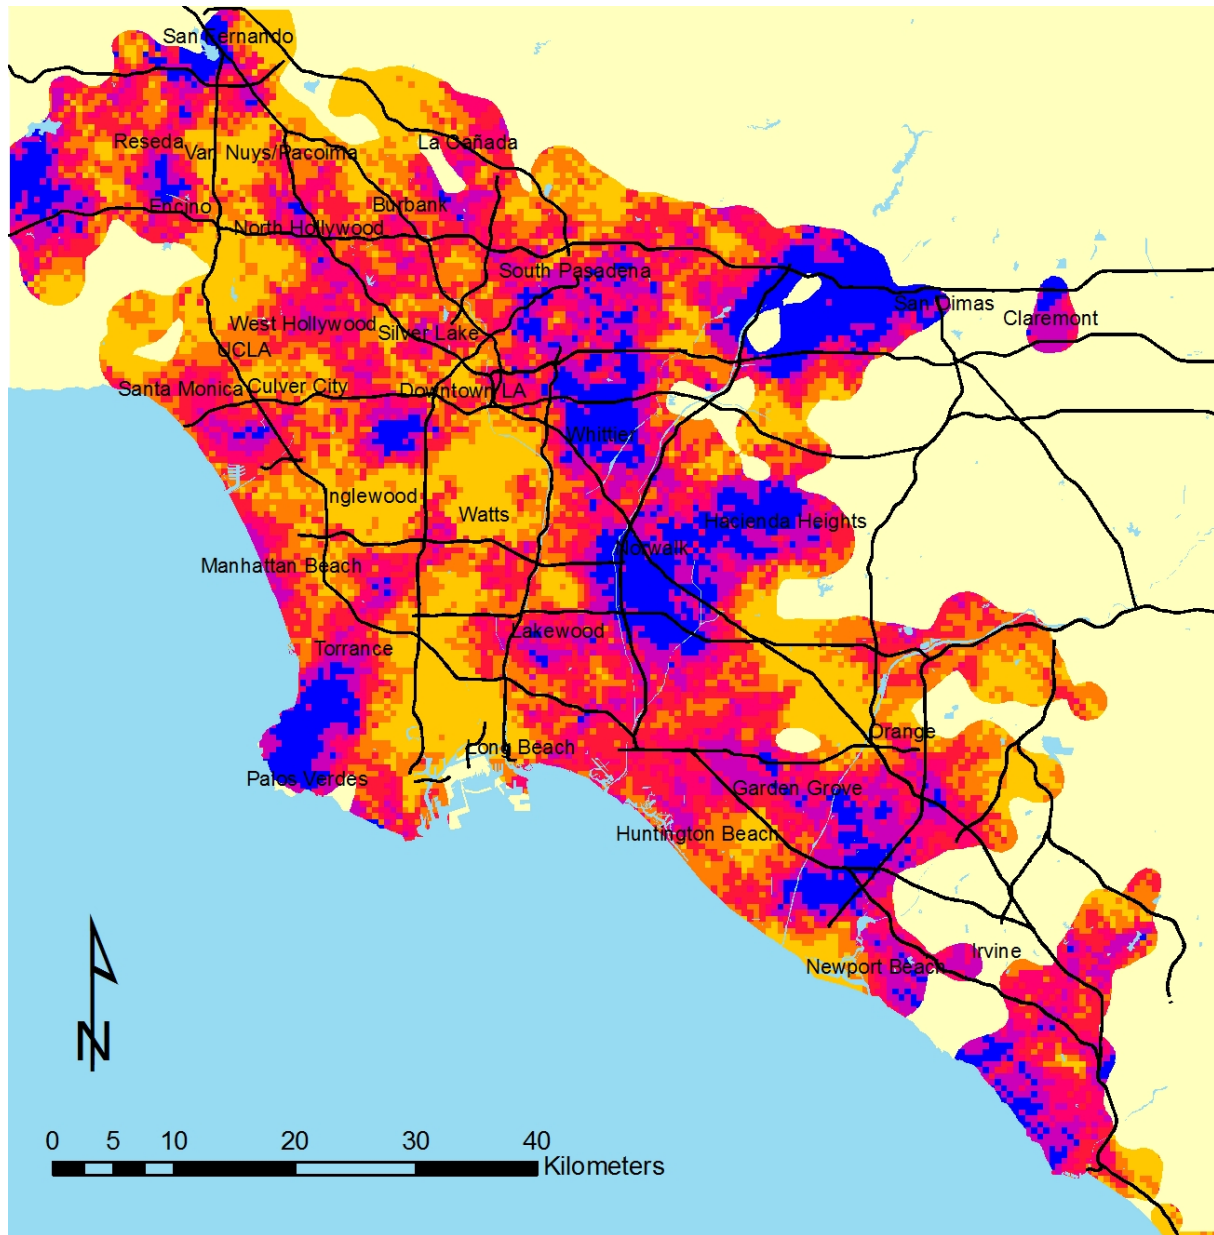 San Fernando
Reseda
Van Nuys/Pacoima
La Cañada
Encino
Burbank
North Hollywood
South Pasadena
San Dimas
Claremont
West Hollywood
Silver Lake
UCLA
Santa Monica
Culver City
Downtown LA
Whittier
Inglewood
Watts
Hacienda Heights
Norwalk
Manhattan Beach
Lakewood
Torrance
Orange
Long Beach
Palos Verdes
Garden Grove
Huntington Beach
Irvine
Newport Beach
N
0 5 10 20 30 40
Kilometers